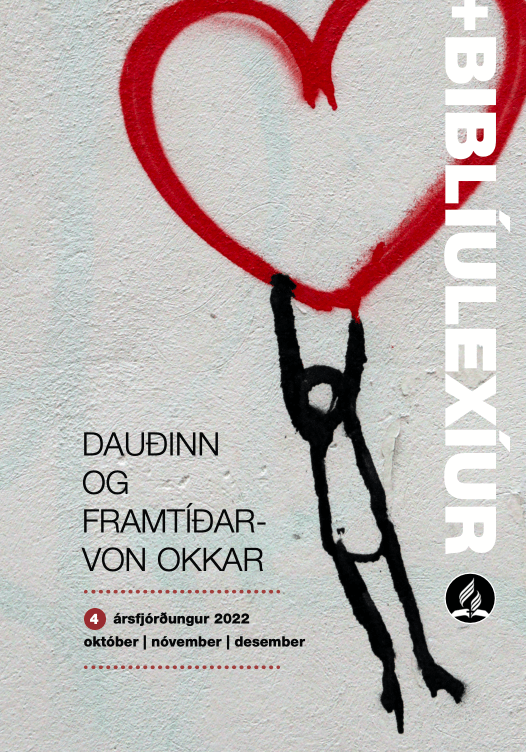 +BIBLÍULEXÍUR
DAUÐINN
OG
FRAMTÍÐAR-
VON OKKAR
4 ársfjórðungur 2022
október | nóvember | desember